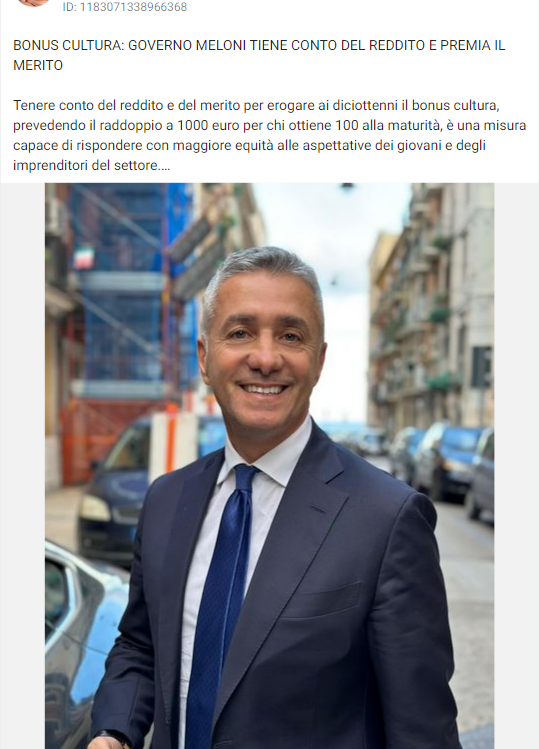 ID: 1183071338966368
BONUS CULTURA: GOVERNO MELONI TIENE CONTO DEL REDDITO E PREMIA IL
MERITO
Tenere conto del reddito e del merito per erogare ai diciottenni il bonus cultura,
prevedendo il raddoppio a 1000 euro per chi ottiene 100 alla maturità, è una misura
capace di rispondere con maggiore equità alle aspettative dei giovani e degli
imprenditori del settore....